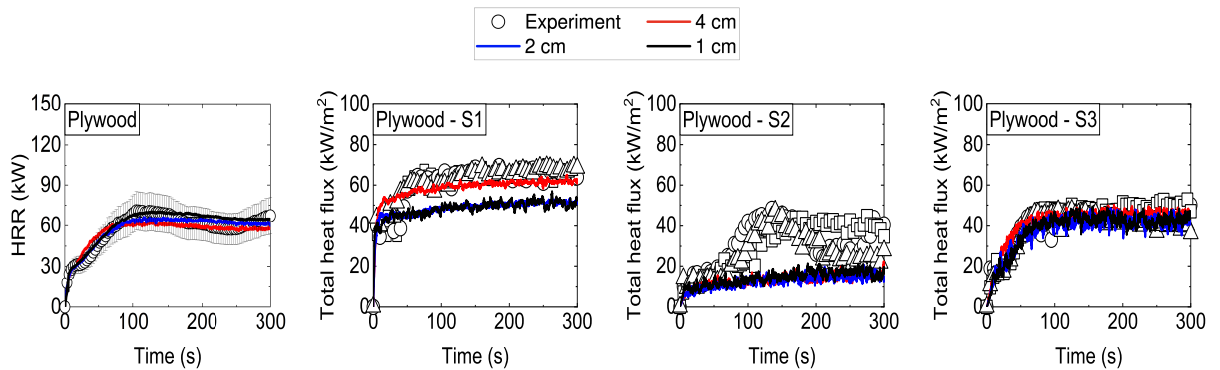 Experiment
4 cm
2 cm
1 cm
150
120
90
60
30
0
HRR (kW)
Plywood
0
100
200
300
Time (s)
100
80
60
40
20
0
Total heat flux (kW/m²)
Plywood - S1
0
100
200
300
Time (s)
100
80
60
40
20
0
Total heat flux (kW/m²)
Plywood - S2
0
100
200
300
Time (s)
100
80
60
40
20
0
Total heat flux (kW/m²)
Plywood - S3
0
100
200
300
Time (s)